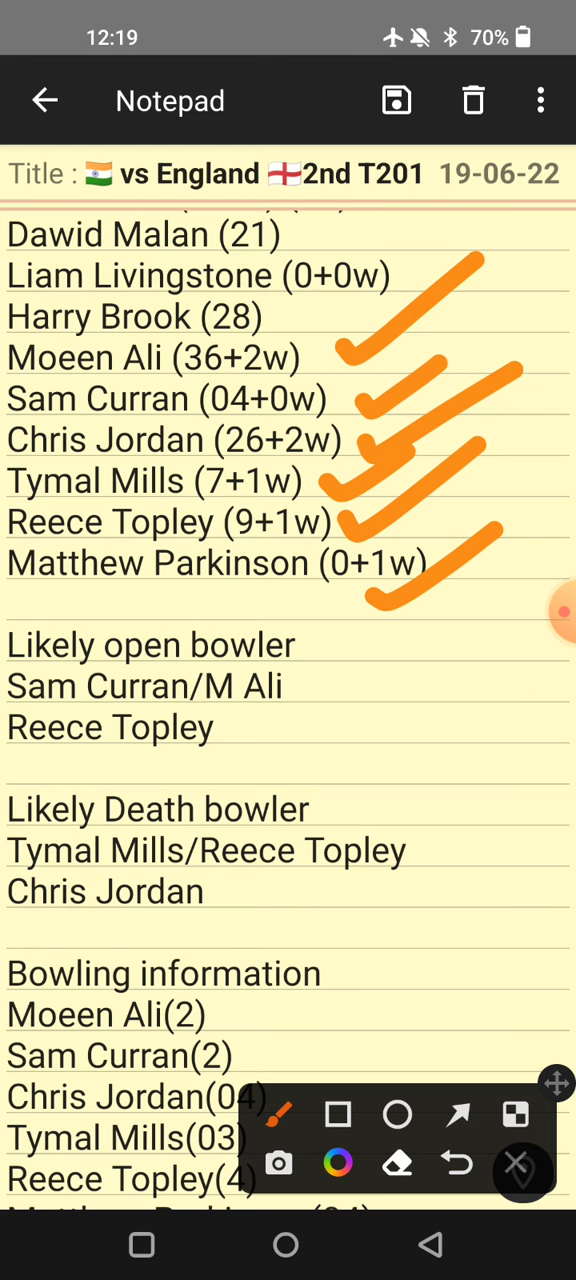 12:19 70%
Notepad
Title : 🇮🇳 vs England 🏴󠁧󠁢󠁥󠁮󠁧󠁿2nd T201 19-06-22
Dawid Malan (21)
Liam Livingstone (0+0w)
Harry Brook (28)
Moeen Ali (36+2w)
Sam Curran (04+0w)
Chris Jordan (26+2w)
Tymal Mills (7+1w)
Reece Topley (9+1w)
Matthew Parkinson (0+1w)
Likely open bowler
Sam Curran/M Ali
Reece Topley
Likely Death bowler
Tymal Mills/Reece Topley
Chris Jordan
Bowling information
Moeen Ali(2)
Sam Curran(2)
Chris Jordan(04)
Tymal Mills(03)
Reece Topley(4)